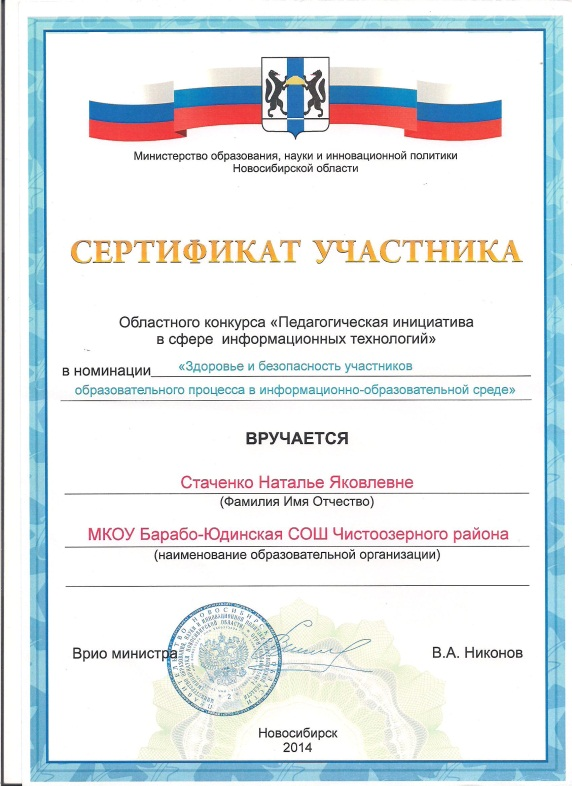 Министерство образования, науки и инновационной политики
Новосибирской области
СЕРТИФИКАТ УЧАСТНИКА
Областного конкурса «Педагогическая инициатива
в сфере информационных технологий»
в номинации «Здоровье и безопасность участников
образовательного процесса в информационно-образовательной среде»
ВРУЧАЕТСЯ
Стаченко Наталье Яковлевне
(Фамилия Имя Отчество)
МКОУ Барабо-Юдинская СОШ Чистоозерного района
(наименование образовательной организации)
Врио министра
В.А. Никонов
Новосибирск
2014